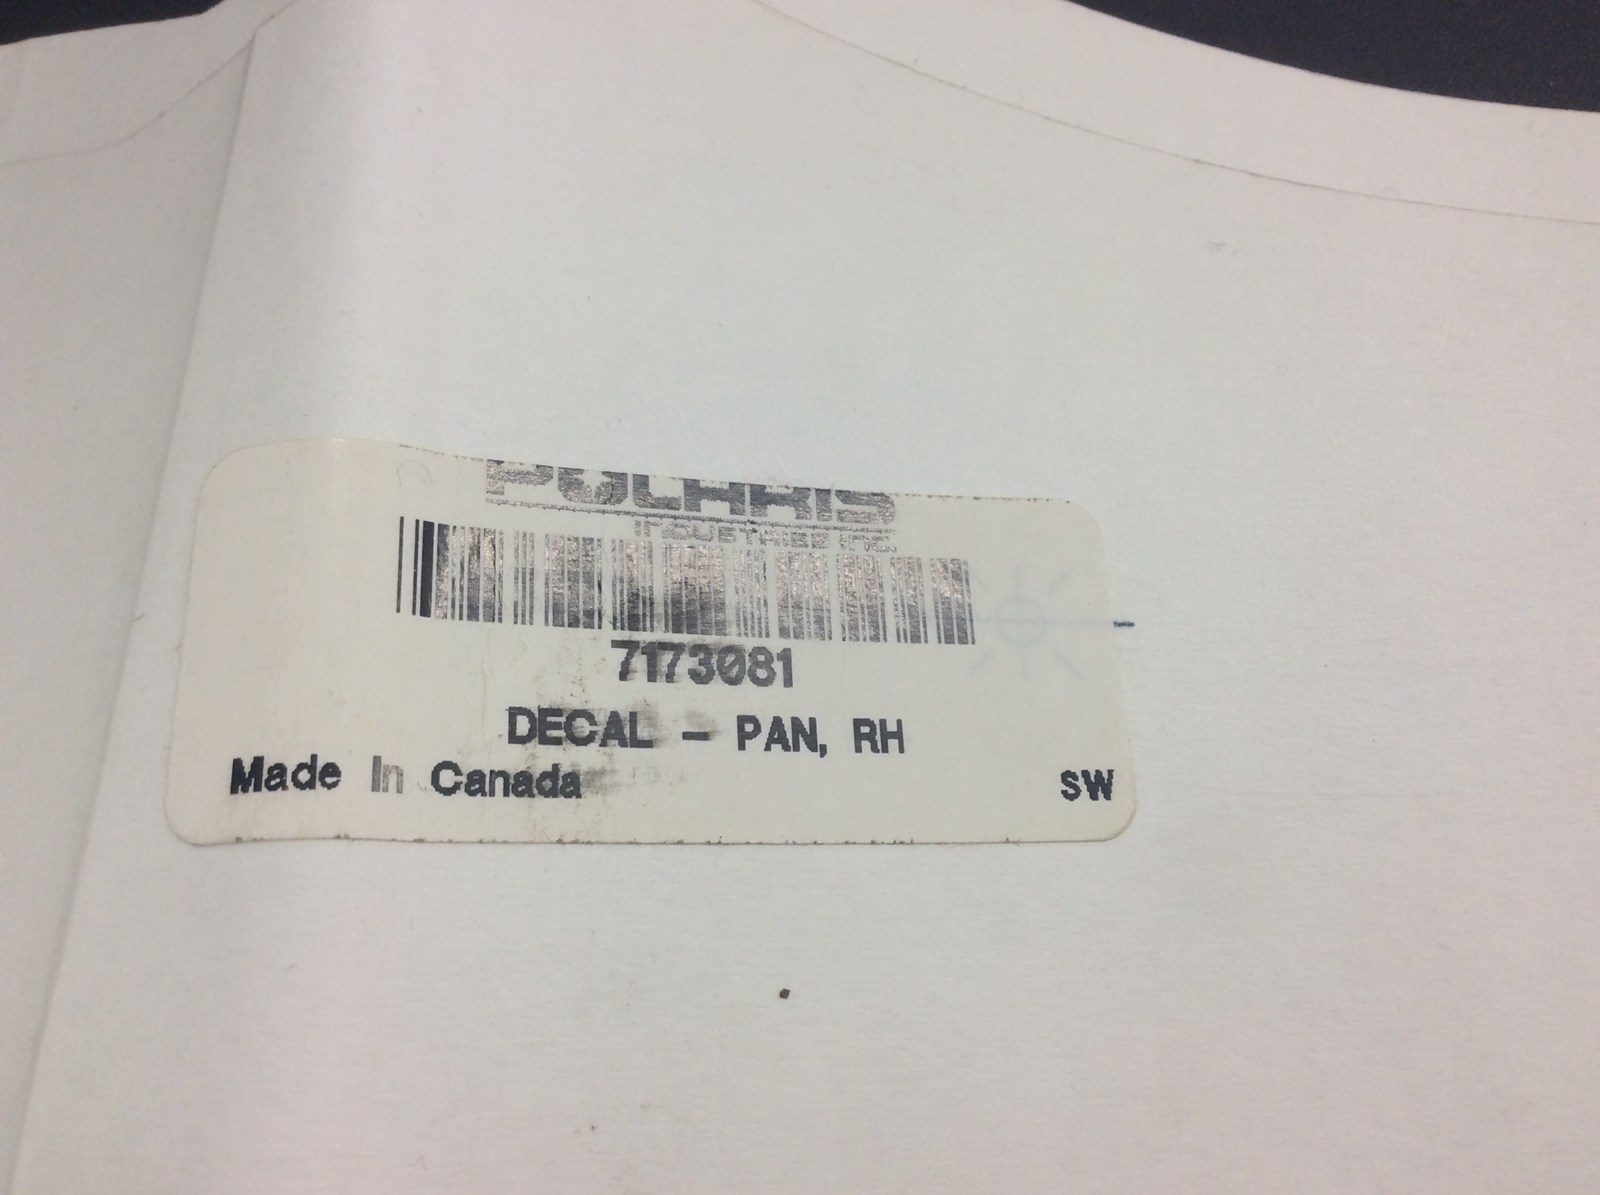 POLARIS
INDUSTRIES INC.
7173081
DECAL - PAN, RH
Made In Canada
SW